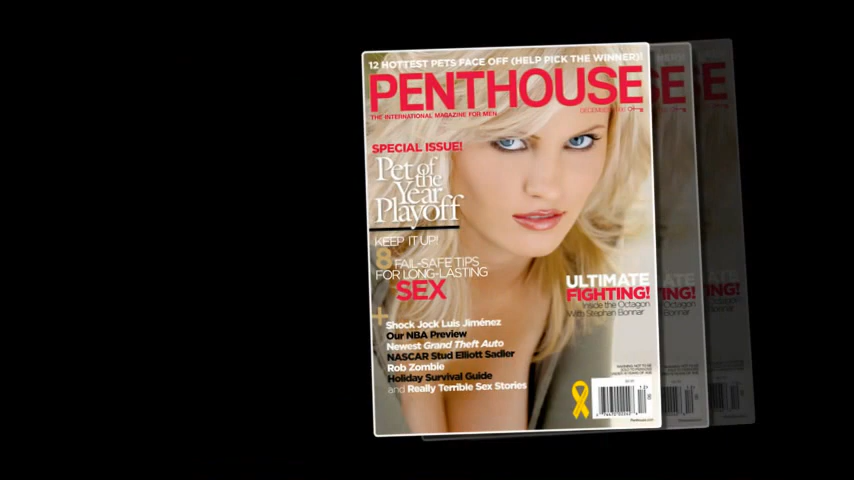 12 HOTTEST PETS FACE OFF (HELP PICK THE WINNER)!
PENTHOUSE
THE INTERNATIONAL MAGAZINE FOR MEN
SPECIAL ISSUE!
Pet of
the
Year
Playoff
KEEP IT UP!
8 FAIL-SAFE TIPS
FOR LONG-LASTING
SEX
+
Shock Jock Luis Jiménez
Our NBA Preview
Newest Grand Theft Auto
NASCAR Stud Elliott Sadler
Rob Zombie
Holiday Survival Guide
and Really Terrible Sex Stories
ULTIMATE
FIGHTING!
Inside the Octagon
With Stephan Bonnar